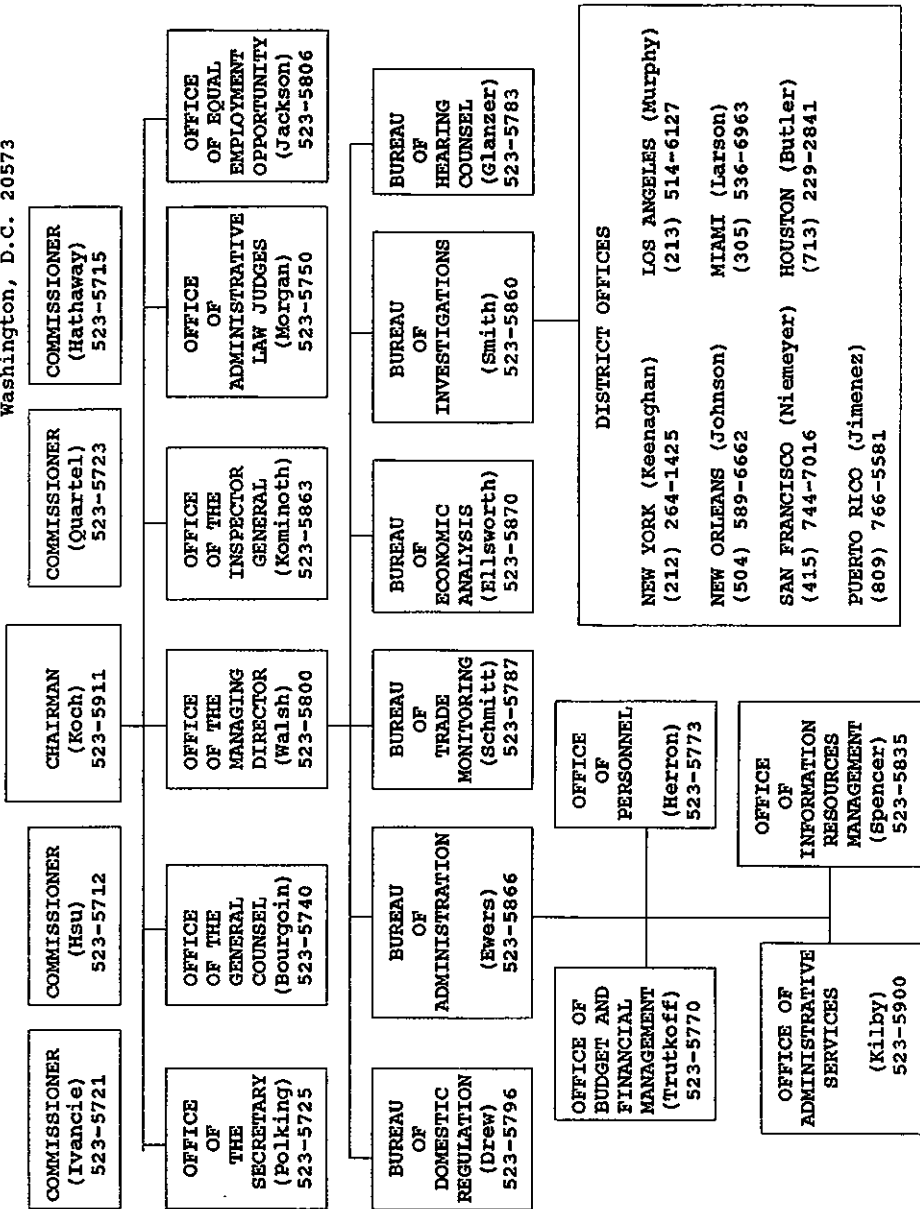 Washington, D.C. 20573
COMMISSIONER
(Ivancie)
523-5721
COMMISSIONER
(Hsu)
523-5712
CHAIRMAN
(Koch)
523-5911
COMMISSIONER
(Quartel)
523-5723
COMMISSIONER
(Hathaway)
523-5715
OFFICE
OF
THE
SECRETARY
(Polking)
523-5725
OFFICE
OF THE
GENERAL
COUNSEL
(Bourgoin)
523-5740
OFFICE
OF THE
MANAGING
DIRECTOR
(Walsh)
523-5800
OFFICE
OF THE
INSPECTOR
GENERAL
(Kominoth)
523-5863
OFFICE
OF
ADMINISTRATIVE
LAW JUDGES
(Morgan)
523-5750
OFFICE
OF EQUAL
EMPLOYMENT
OPPORTUNITY
(Jackson)
523-5806
BUREAU
OF
DOMESTIC
REGULATION
(Drew)
523-5796
BUREAU
OF
ADMINISTRATION
(Ewers)
523-5866
BUREAU
OF
TRADE
MONITORING
(Schmitt)
523-5787
BUREAU
OF
ECONOMIC
ANALYSIS
(Ellsworth)
523-5870
BUREAU
OF
INVESTIGATIONS
(Smith)
523-5860
BUREAU
OF
HEARING
COUNSEL
(Glanzer)
523-5783
OFFICE OF
BUDGET AND
FINANCIAL
MANAGEMENT
(Trutkoff)
523-5770
OFFICE
OF
PERSONNEL
(Herron)
523-5773
OFFICE OF
ADMINISTRATIVE
SERVICES
(Kilby)
523-5900
OFFICE
OF
INFORMATION
RESOURCES
MANAGEMENT
(Spencer)
523-5835
DISTRICT OFFICES
NEW YORK (Keenaghan)
(212) 264-1425
LOS ANGELES (Murphy)
(213) 514-6127
NEW ORLEANS (Johnson)
(504) 589-6662
MIAMI (Larson)
(305) 536-6963
SAN FRANCISCO (Niemeyer)
(415) 744-7016
HOUSTON (Butler)
(713) 229-2841
PUERTO RICO (Jimenez)
(809) 766-5581